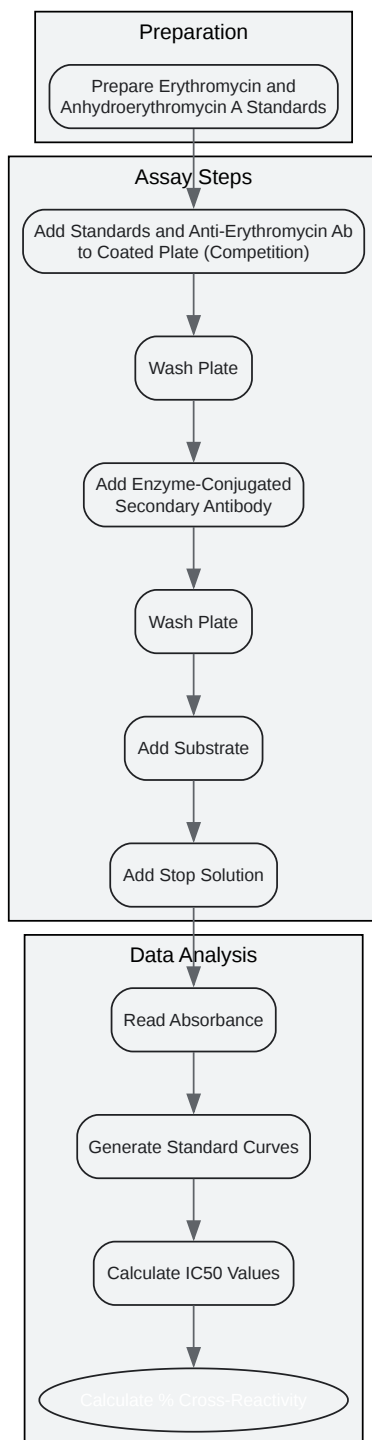 Preparation
Prepare Erythromycin and
Anhydroerythromycin A Standards
Assay Steps
Add Standards and Anti-Erythromycin Ab
to Coated Plate (Competition)
Wash Plate
Add Enzyme-Conjugated
Secondary Antibody
Wash Plate
Add Substrate
Add Stop Solution
Data Analysis
Read Absorbance
Generate Standard Curves
Calculate IC50 Values
Calculate % Cross-Reactivity